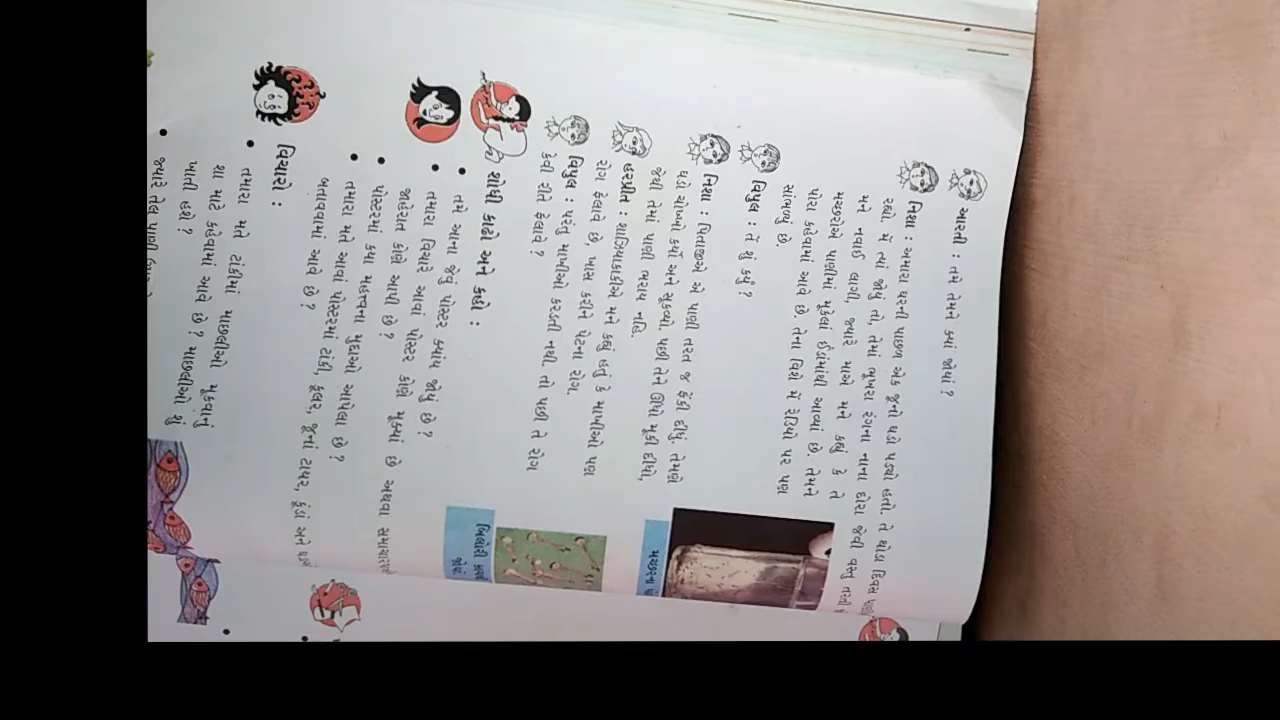 આરતી : તમે તેમને ક્યાં જોયાં ?
નિશા : અમારા ઘરની પાછળ એક જૂનો ઘડો પડ્યો હતો. તે થોડા દિવસ
રહ્યો. મેં ત્યાં જોયું તો, તેમાં ભૂખરા રંગના નાના દોરા જેવી વસ્તુ તરતી
મને નવાઈ લાગી, જ્યારે માએ મને કહ્યું કે તે
મચ્છરોએ પાણીમાં મૂકેલાં ઈંડાંમાંથી આવ્યાં છે. તેમને
પોરા કહેવામાં આવે છે. તેના વિશે મેં રેડિયો પર પણ
સાંભળ્યું છે.
વિપુલ : તેં શું કર્યું ?
નિશા : પિતાજીએ એ પાણી તરત જ ફેંકી દીધું. તેમણે
ઘડો ચોખ્ખો કર્યો અને સુકવ્યો. પછી તેને ઊંધો મૂકી દીધો,
જેથી તેમાં પાણી ભરાય નહિ.
હરપ્રીત : શાઝિયાકાકીએ મને કહ્યું હતું કે માખીઓ પણ
રોગ ફેલાવે છે, ખાસ કરીને પેટના રોગ.
વિપુલ : પરંતુ માખીઓ કરડતી નથી. તો પછી તે રોગ
કેવી રીતે ફેલાવે ?
મચ્છરના
બિલોરી
જોયે
શોધી કાઢો અને કહો :
• તમે આના જેવું પોસ્ટર ક્યાંય જોયું છે ?
• તમારા વિચારે આવાં પોસ્ટર કોણે મૂક્યાં છે અથવા સમાચારપત્રો
જાહેરાત કોણે આપી છે ?
• પોસ્ટરમાં કયા મહત્ત્વના મુદ્દાઓ આપેલા છે ?
• તમારા મતે આવાં પોસ્ટરમાં ટાંકી, કૂલર, જૂનાં ટાયર, કૂંડાં અને
બતાવવામાં આવે છે ?
વિચારો :
• તમારા મતે ટાંકીમાં માછલીઓ મૂકવાનું
શા માટે કહેવામાં આવે છે ? માછલીઓ શું
ખાતી હશે ?
• જ્યારે તેલ પાણી